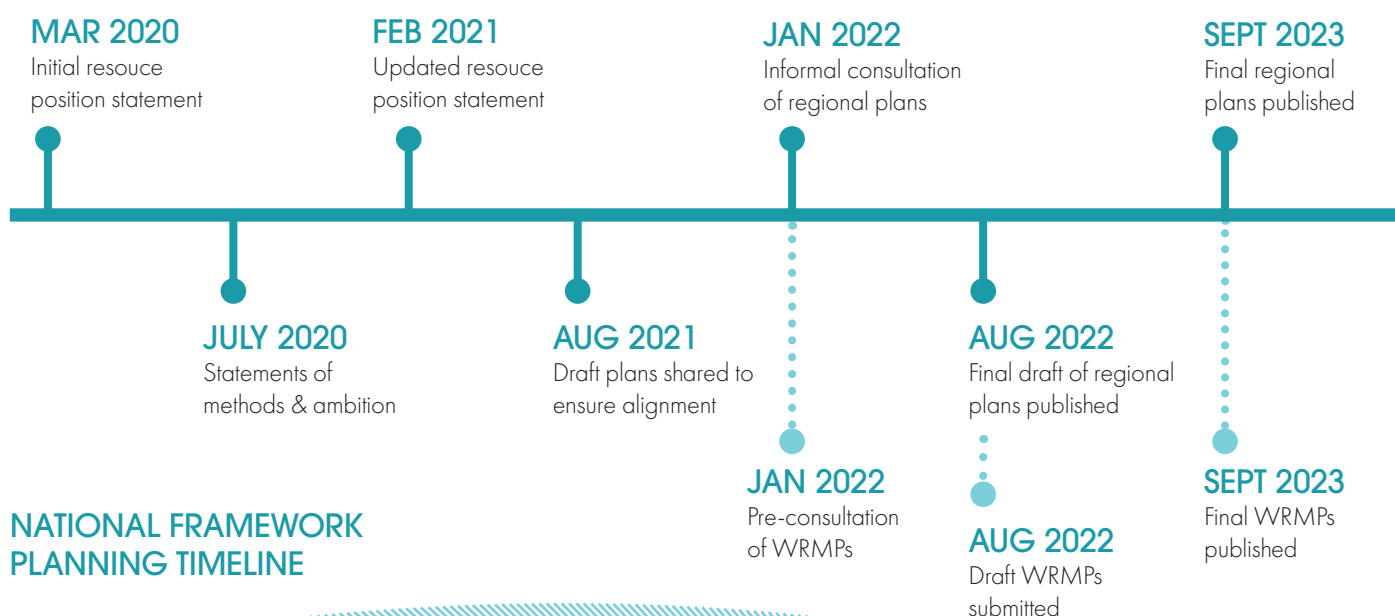 MAR 2020
Initial resouce
position statement
FEB 2021
Updated resouce
position statement
JAN 2022
Informal consultation
of regional plans
SEPT 2023
Final regional
plans published
JULY 2020
Statements of
methods & ambition
AUG 2021
Draft plans shared to
ensure alignment
AUG 2022
Final draft of regional
plans published
JAN 2022
Pre-consultation
of WRMPs
AUG 2022
Draft WRMPs
submitted
SEPT 2023
Final WRMPs
published
NATIONAL FRAMEWORK
PLANNING TIMELINE